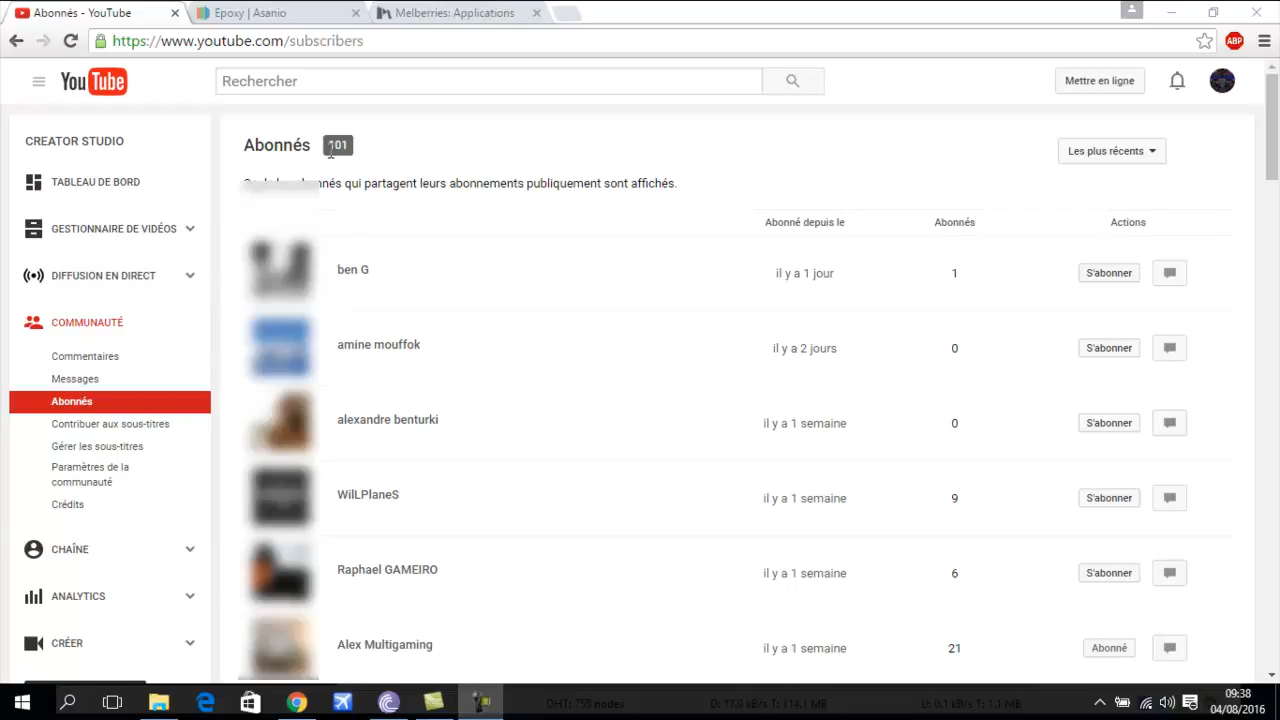 Abonnés - YouTube
Epoxy | Asanio
Melberries: Applications
https://www.youtube.com/subscribers
ABP
YouTube
Rechercher
Mettre en ligne
CREATOR STUDIO
TABLEAU DE BORD
GESTIONNAIRE DE VIDÉOS
DIFFUSION EN DIRECT
COMMUNAUTÉ
Commentaires
Messages
Abonnés
Contribuer aux sous-titres
Gérer les sous-titres
Paramètres de la
communauté
Crédits
CHAÎNE
ANALYTICS
CRÉER
Abonnés 101
Les plus récents
qui partagent leurs abonnements publiquement sont affichés.
Abonné depuis le Abonnés Actions
ben G il y a 1 jour 1 S'abonner
amine mouffok il y a 2 jours 0 S'abonner
alexandre benturki il y a 1 semaine 0 S'abonner
WilLPlaneS il y a 1 semaine 9 S'abonner
Raphael GAMEIRO il y a 1 semaine 6 S'abonner
Alex Multigaming il y a 1 semaine 21 Abonné
09:38
04/08/2016